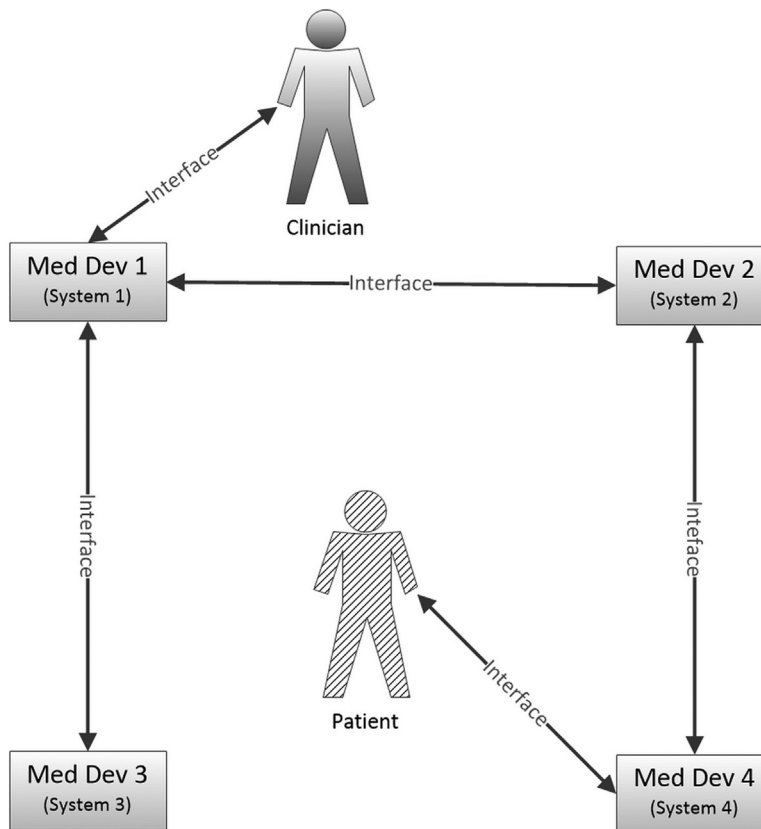 Interface
Clinician
Med Dev 1
(System 1)
Interface
Med Dev 2
(System 2)
Interface
Inteface
Interface
Patient
Med Dev 3
(System 3)
Med Dev 4
(System 4)